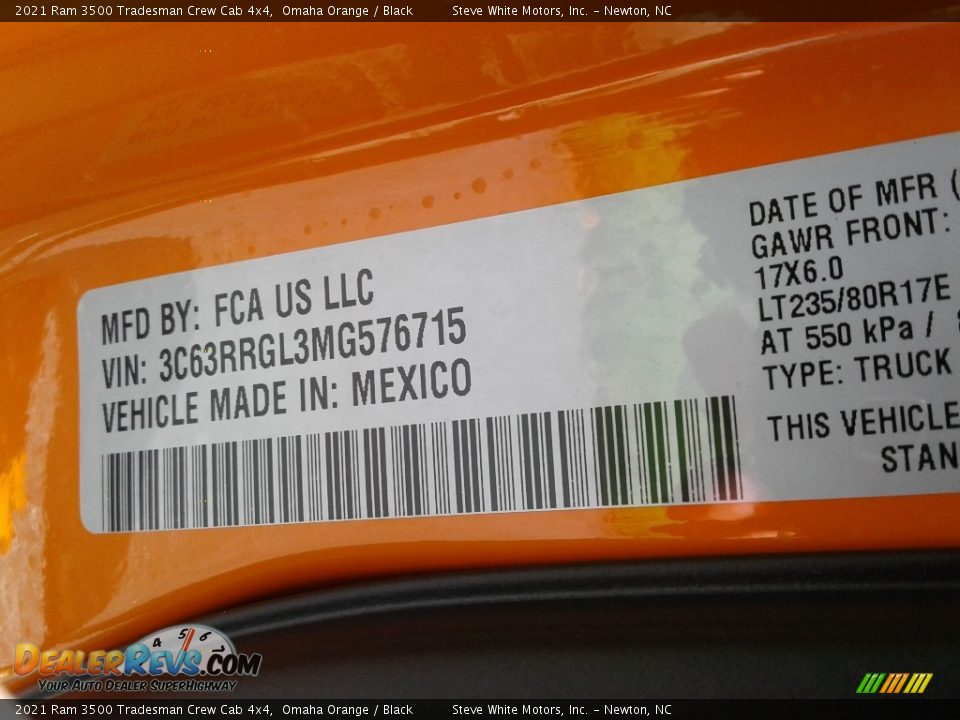 2021 Ram 3500 Tradesman Crew Cab 4x4, Omaha Orange / Black Steve White Motors, Inc. - Newton, NC
MFD BY: FCA US LLC
VIN: 3C63RRGL3MG576715
VEHICLE MADE IN: MEXICO
DATE OF MFR (
GAWR FRONT:
17X6.0
LT235/80R17E
AT 550 kPa /
TYPE: TRUCK
THIS VEHICLE
STAN
4 5 6
DEALERREVS.COM
YOUR AUTO DEALER SUPERHIGHWAY
2021 Ram 3500 Tradesman Crew Cab 4x4, Omaha Orange / Black Steve White Motors, Inc. - Newton, NC